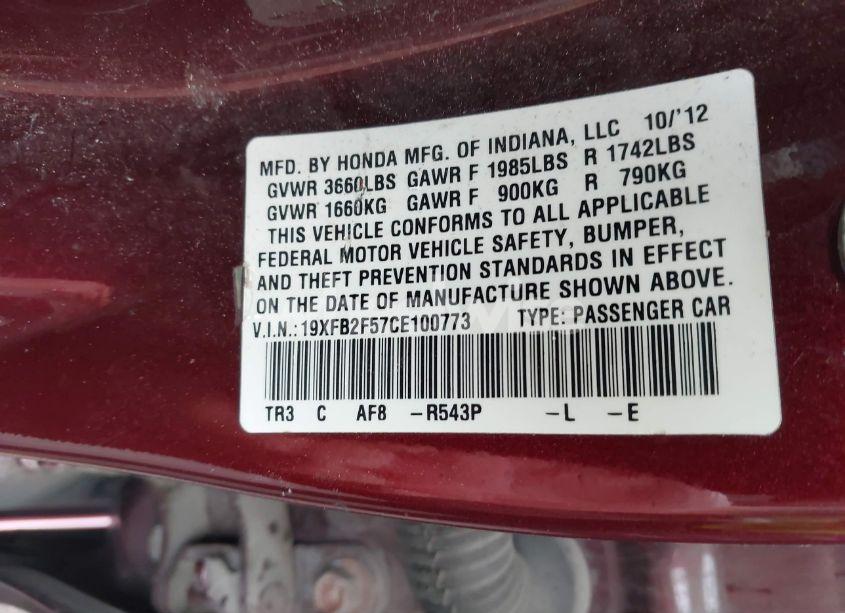 MFD. BY HONDA MFG. OF INDIANA, LLC 10/'12
GVWR 3660LBS GAWR F 1985LBS R 1742LBS
GVWR 1660KG GAWR F 900KG R 790KG
THIS VEHICLE CONFORMS TO ALL APPLICABLE
FEDERAL MOTOR VEHICLE SAFETY, BUMPER,
AND THEFT PREVENTION STANDARDS IN EFFECT
ON THE DATE OF MANUFACTURE SHOWN ABOVE.
V.I.N.:19XFB2F57CE100773 TYPE: PASSENGER CAR
TR3 C AF8 -R543P -L -E